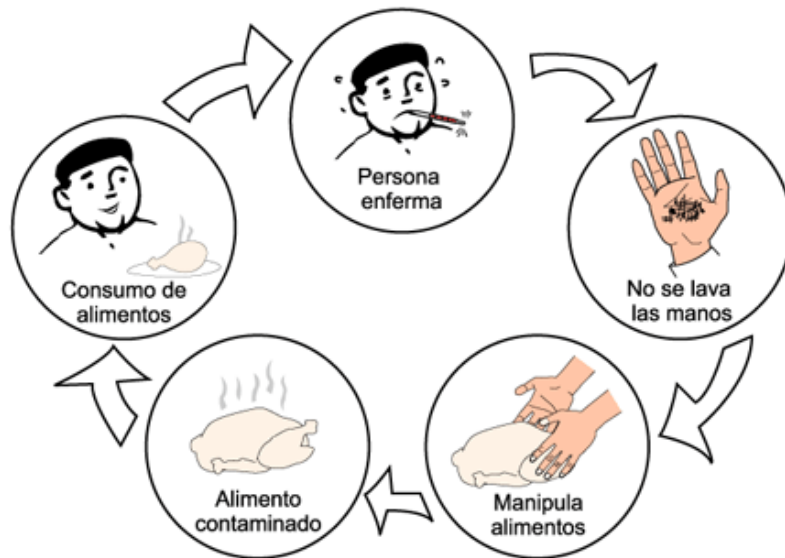 Persona
enferma
No se lava
las manos
Manipula
alimentos
Alimento
contaminado
Consumo de
alimentos